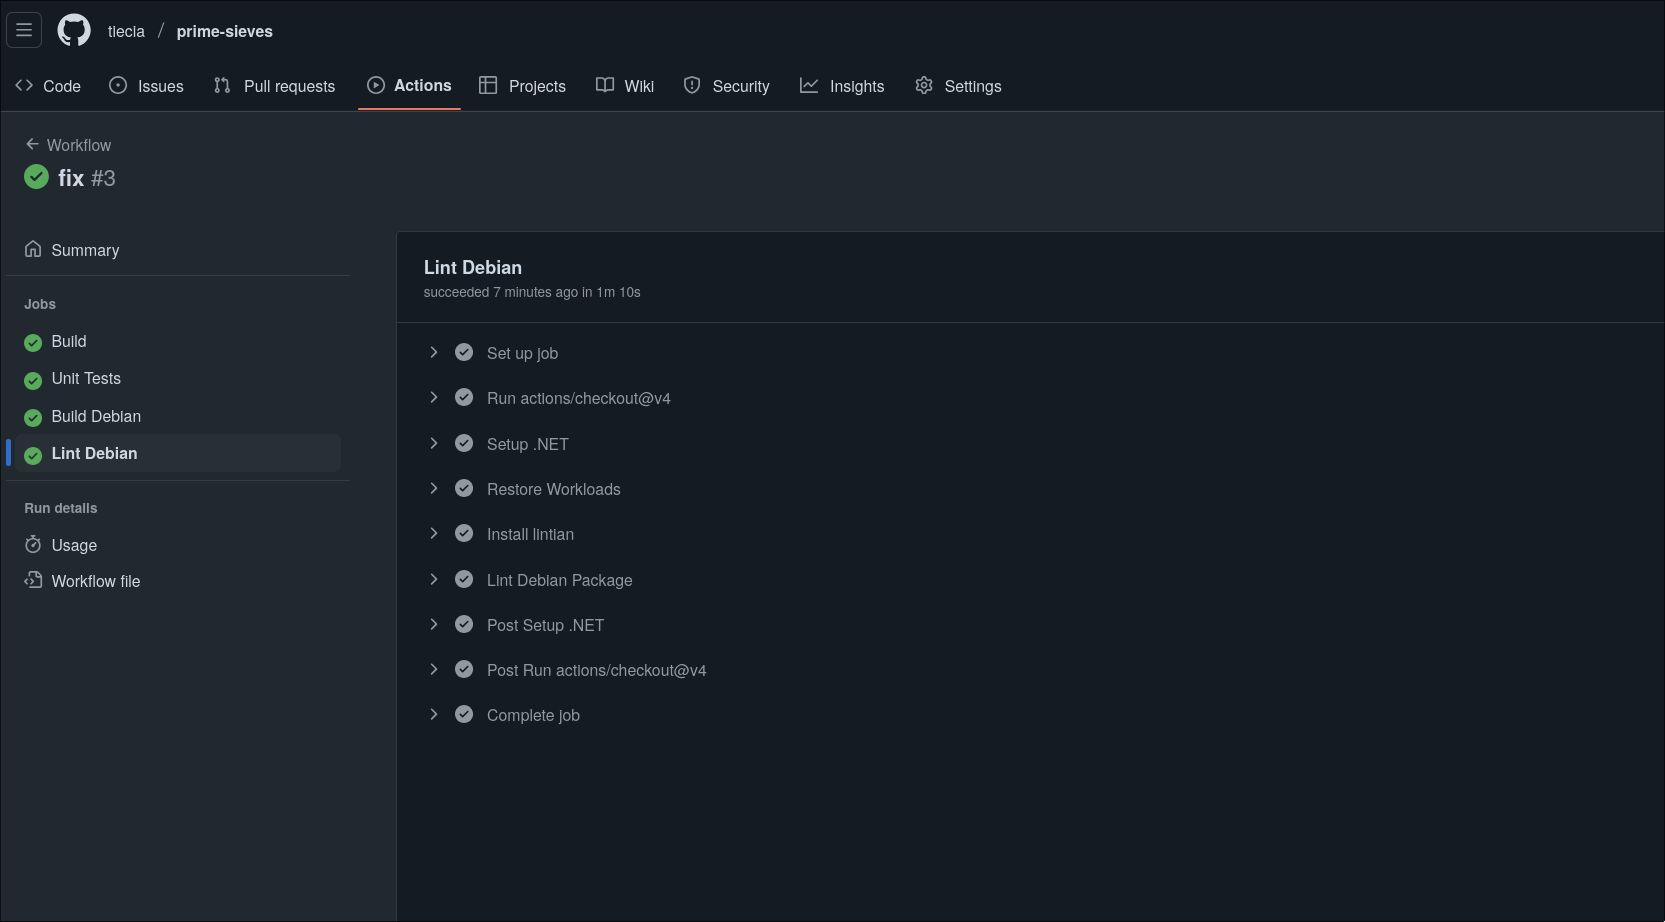 tlecla / prime-sieves
Code Issues Pull requests Actions Projects Wiki Security Insights Settings
Workflow
fix #3
Summary
Jobs
Build
Unit Tests
Build Debian
Lint Debian
Run details
Usage
Workflow file
Lint Debian
succeeded 7 minutes ago in 1m 10s
Set up job
Run actions/checkout@v4
Setup .NET
Restore Workloads
Install lintian
Lint Debian Package
Post Setup .NET
Post Run actions/checkout@v4
Complete job